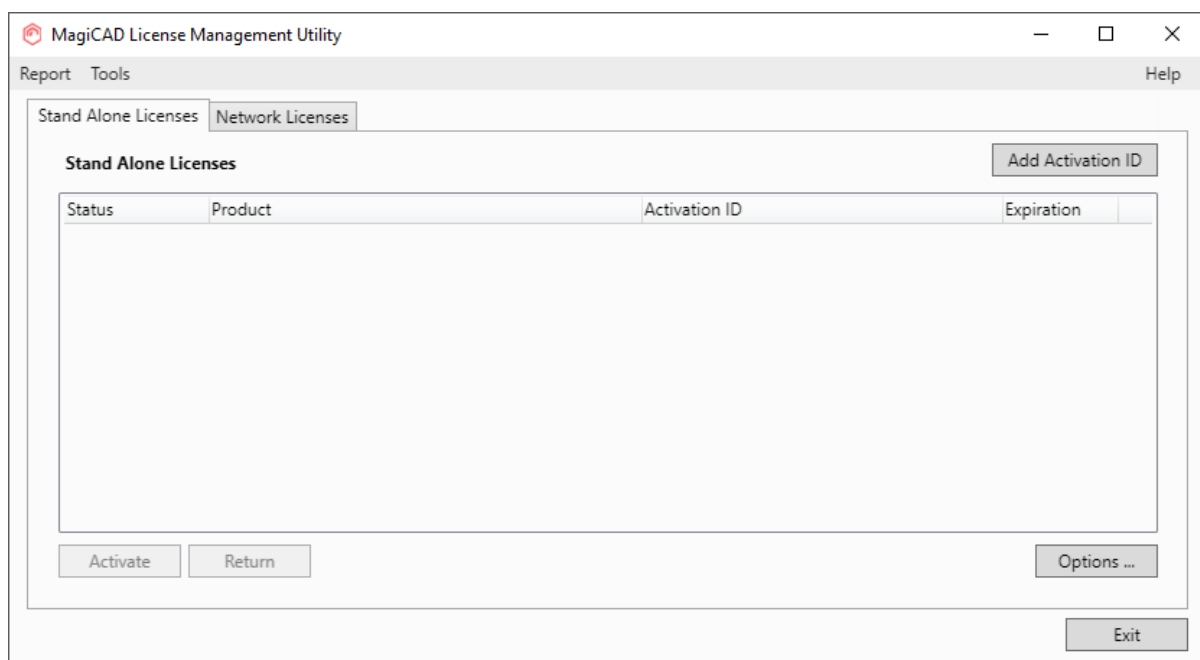 MagiCAD License Management Utility
Report Tools Help
Stand Alone Licenses Network Licenses
Stand Alone Licenses Add Activation ID
Status Product Activation ID Expiration
Activate Return Options ...
Exit